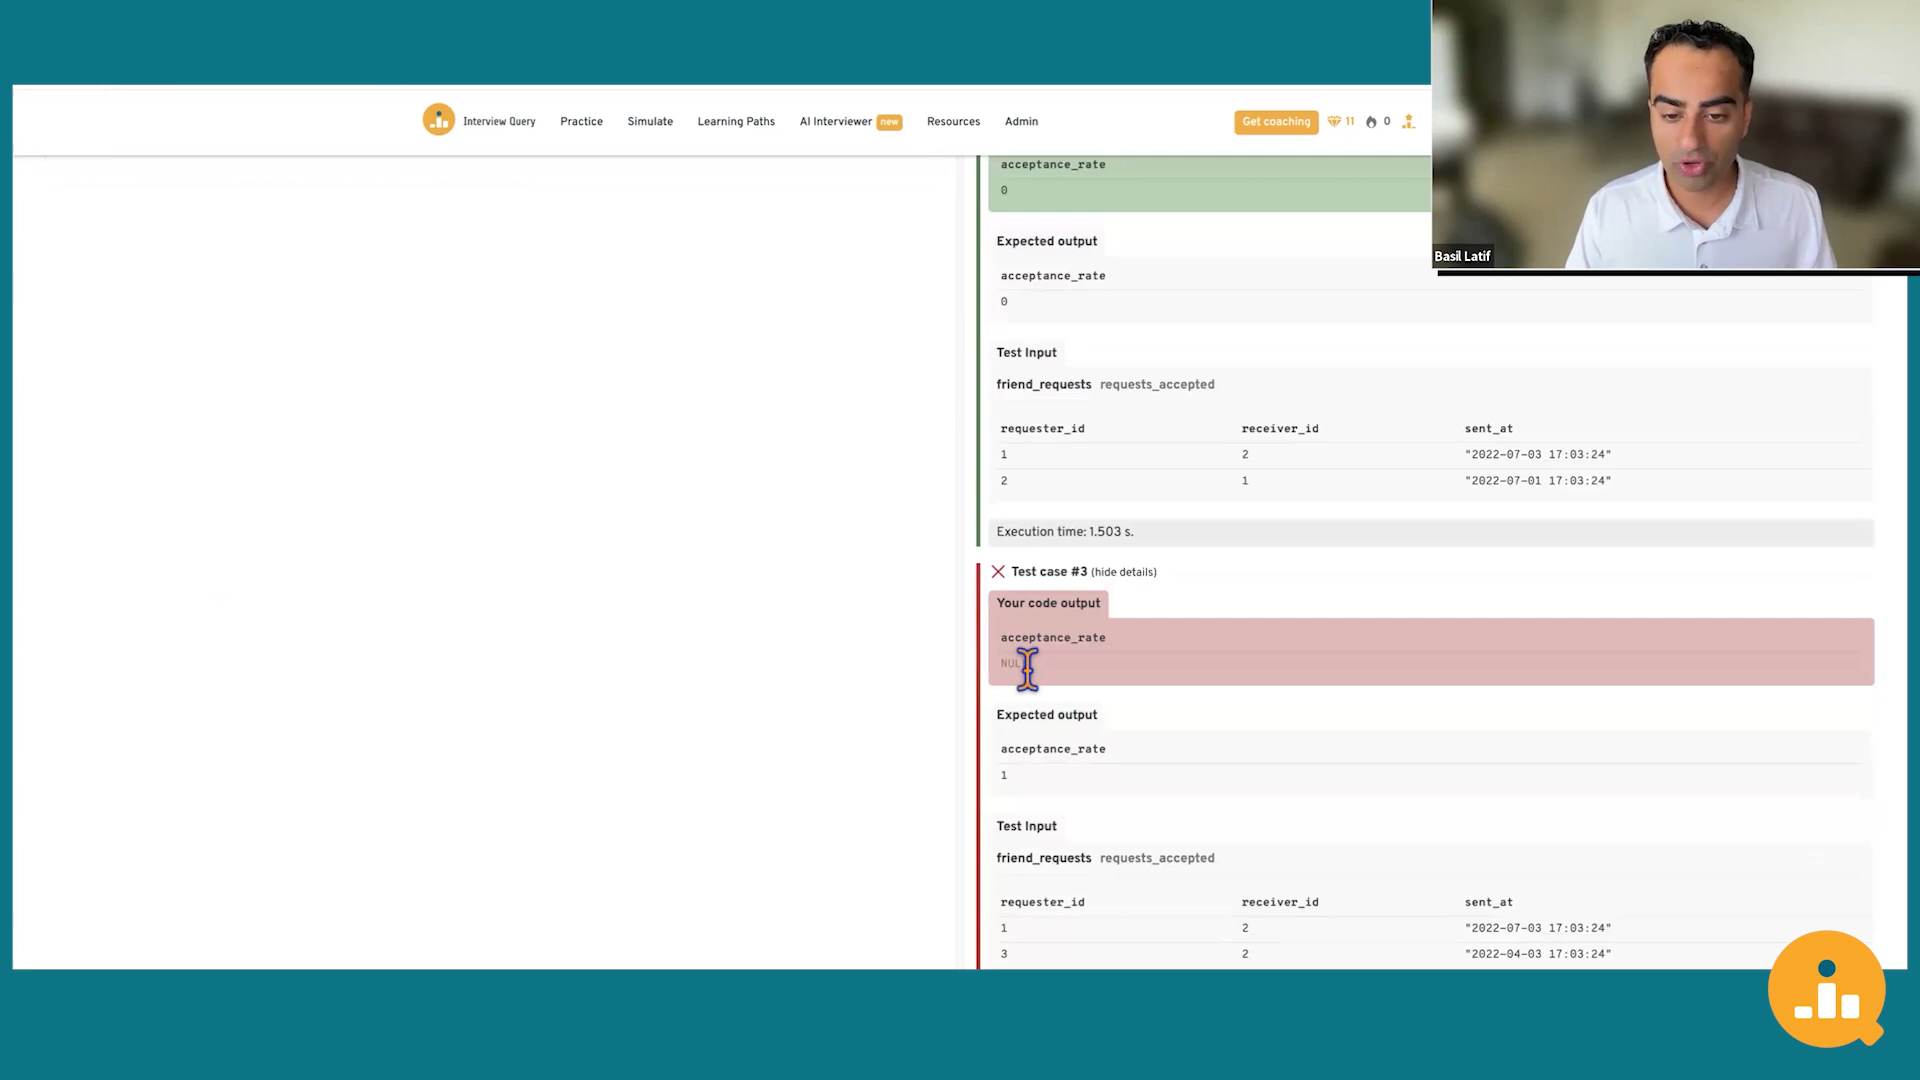 Interview Query Practice Simulate Learning Paths AI Interviewer new Resources Admin Get coaching 11 0
Basil Latif
acceptance_rate
0
Expected output
acceptance_rate
0
Test Input
friend_requests requests_accepted
requester_id receiver_id sent_at
1 2 "2022-07-03 17:03:24"
2 1 "2022-07-01 17:03:24"
Execution time: 1.503 s.
Test case #3 (hide details)
Your code output
acceptance_rate
Expected output
acceptance_rate
1
Test Input
friend_requests requests_accepted
requester_id receiver_id sent_at
1 2 "2022-07-03 17:03:24"
3 2 "2022-04-03 17:03:24"